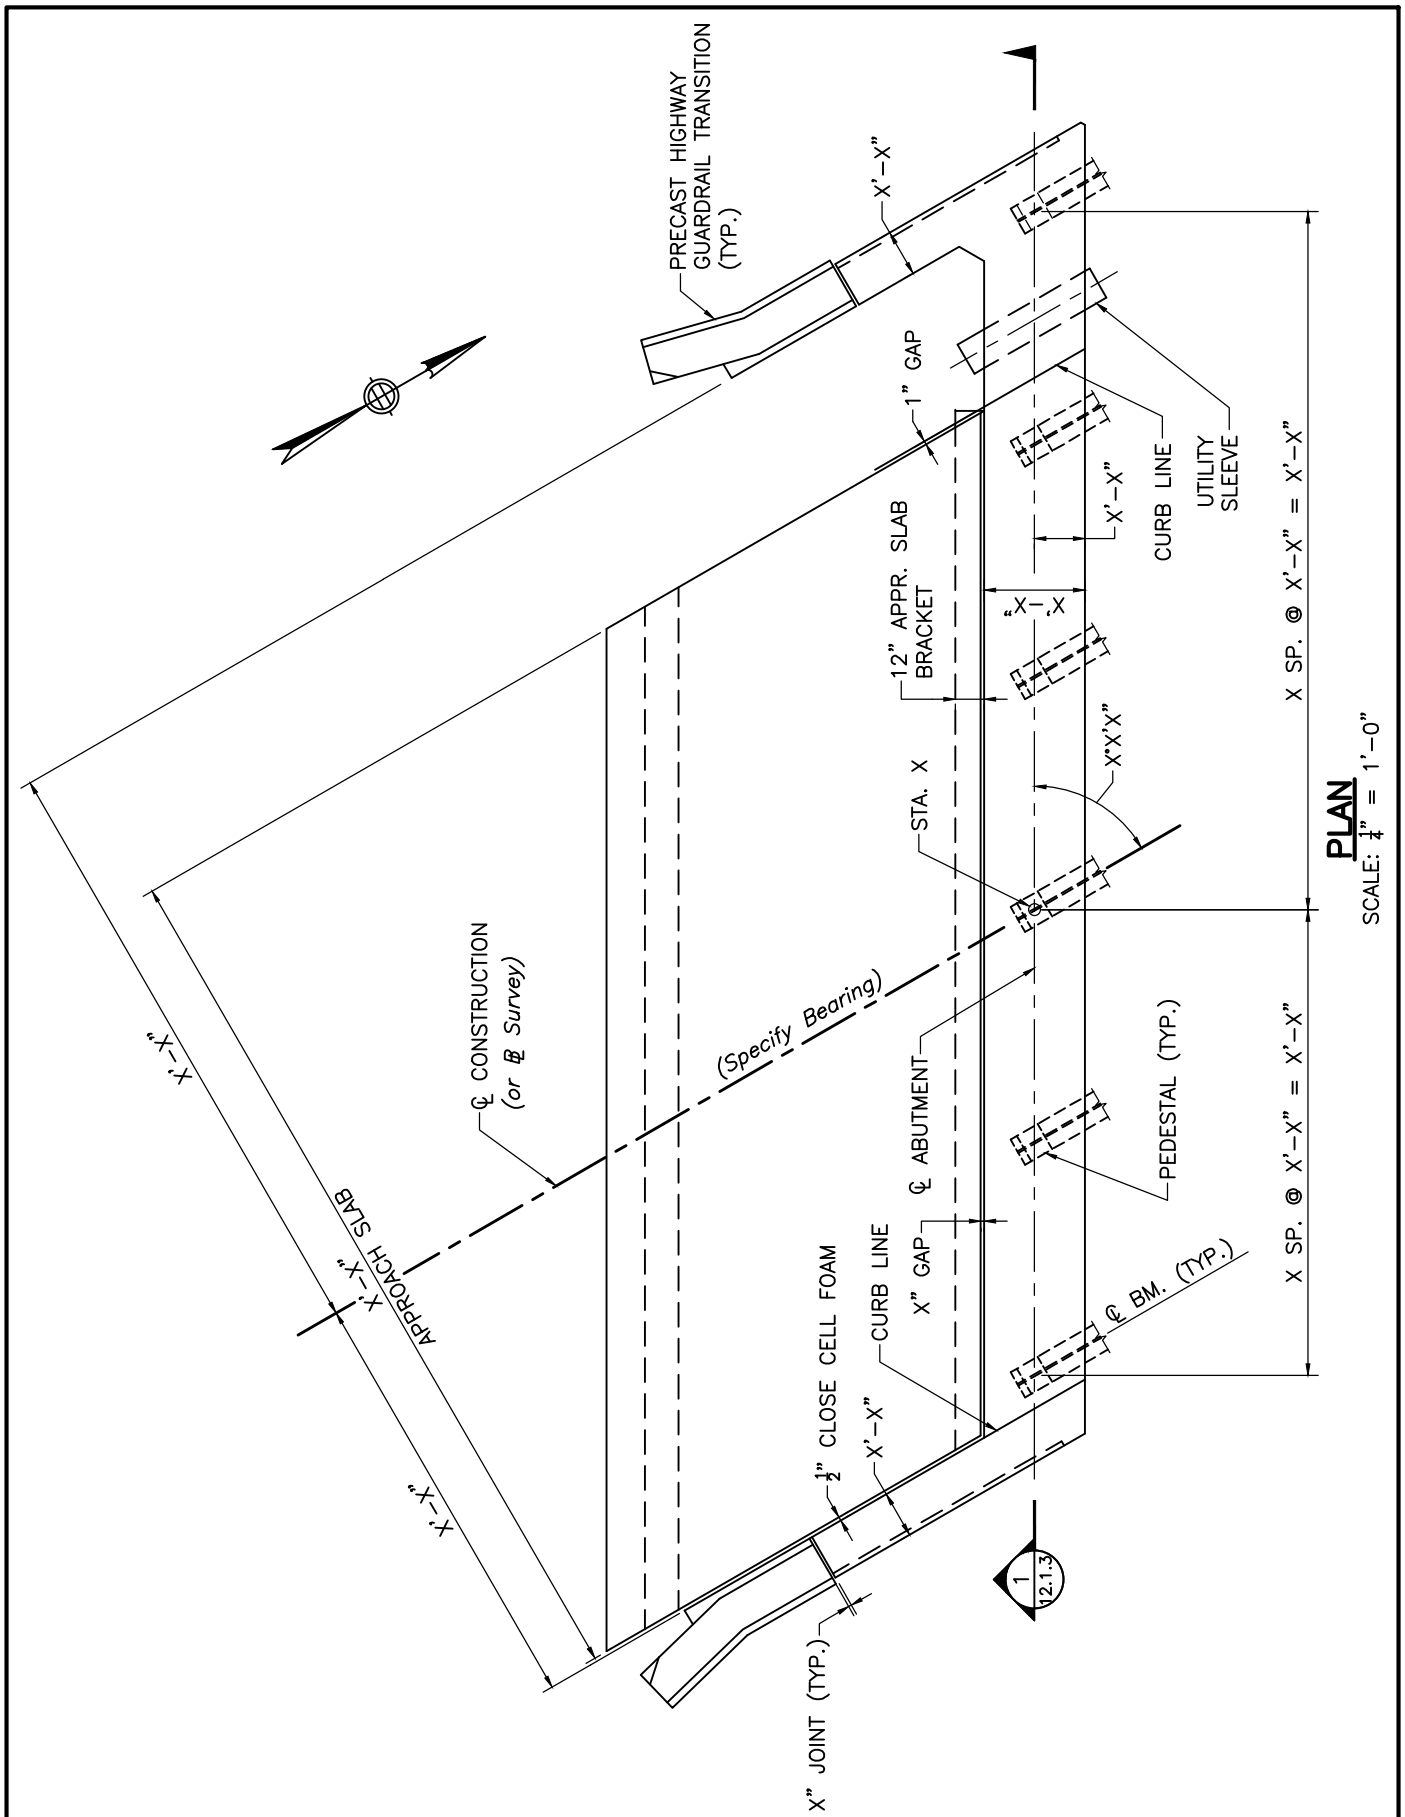 PRECAST HIGHWAY
GUARDRAIL TRANSITION
(TYP.)
X'-X"
1" GAP
12" APPR. SLAB
BRACKET
X'-X"
X'-X"
CURB LINE
UTILITY
SLEEVE
X SP. @ X'-X" = X'-X"
STA. X
X°X'X"
℄ CONSTRUCTION
(or ⅊ Survey)
(Specify Bearing)
℄ ABUTMENT
PEDESTAL (TYP.)
X SP. @ X'-X" = X'-X"
℄ BM. (TYP.)
X" GAP
CURB LINE
½" CLOSE CELL FOAM
X'-X"
X" JOINT (TYP.)
X'-X"
X'-X"
APPROACH SLAB
X'-X"
1
12.1.3
PLAN
SCALE: ¼" = 1'-0"